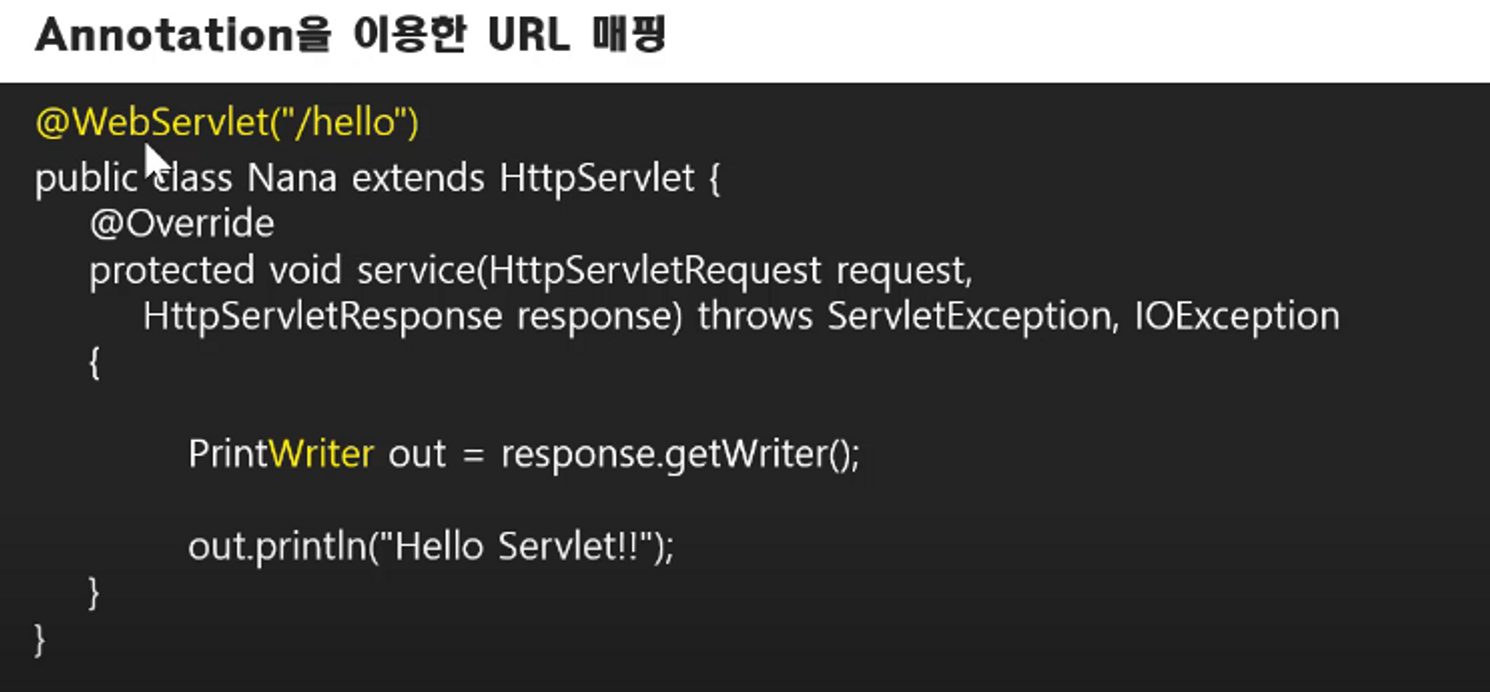 Annotation을 이용한 URL 매핑
@WebServlet("/hello")
public class Nana extends HttpServlet {
@Override
protected void service(HttpServletRequest request,
HttpServletResponse response) throws ServletException, IOException
{
PrintWriter out = response.getWriter();
out.println("Hello Servlet!!");
}
}